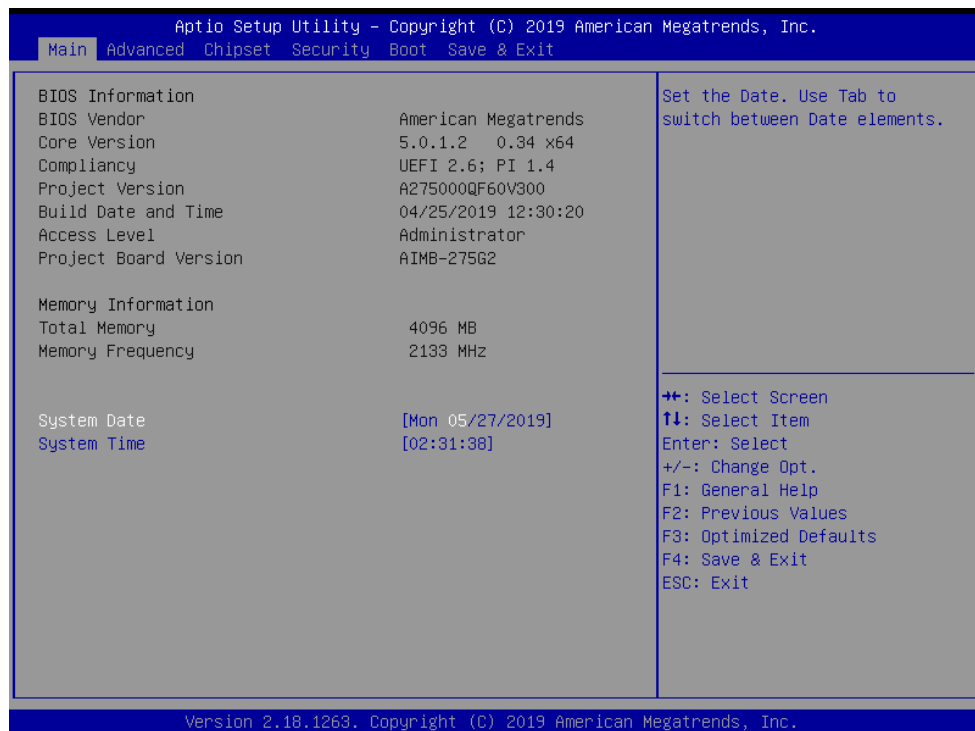 Aptio Setup Utility – Copyright (C) 2019 American Megatrends, Inc.
Main Advanced Chipset Security Boot Save & Exit
BIOS Information
BIOS Vendor American Megatrends
Core Version 5.0.1.2 0.34 x64
Compliancy UEFI 2.6; PI 1.4
Project Version A275000QF60V300
Build Date and Time 04/25/2019 12:30:20
Access Level Administrator
Project Board Version AIMB-275G2
Memory Information
Total Memory 4096 MB
Memory Frequency 2133 MHz
System Date [Mon 05/27/2019]
System Time [02:31:38]
Set the Date. Use Tab to
switch between Date elements.
→←: Select Screen
↑↓: Select Item
Enter: Select
+/-: Change Opt.
F1: General Help
F2: Previous Values
F3: Optimized Defaults
F4: Save & Exit
ESC: Exit
Version 2.18.1263. Copyright (C) 2019 American Megatrends, Inc.